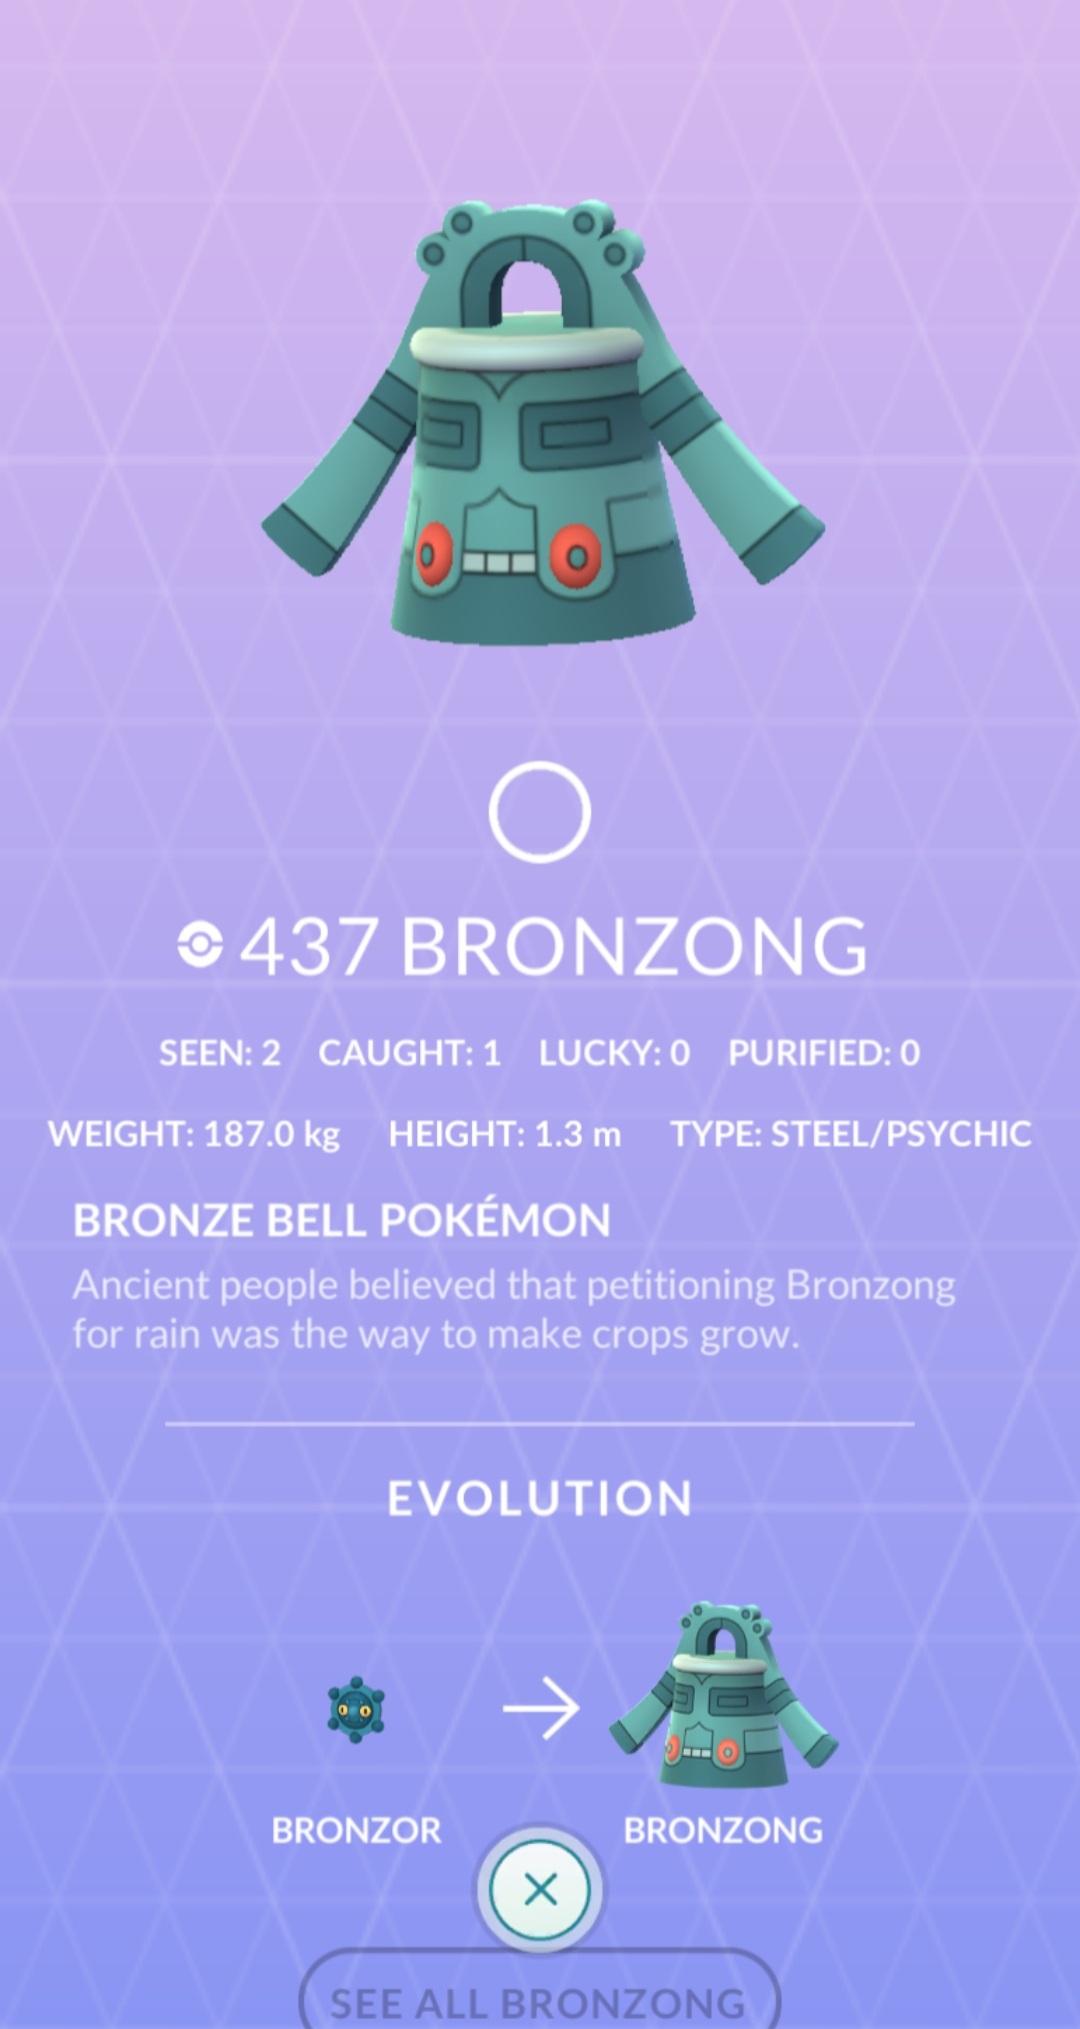 437 BRONZONG
SEEN: 2 CAUGHT: 1 LUCKY: 0 PURIFIED: 0
WEIGHT: 187.0 kg HEIGHT: 1.3 m TYPE: STEEL/PSYCHIC
BRONZE BELL POKÉMON
Ancient people believed that petitioning Bronzong
for rain was the way to make crops grow.
EVOLUTION
BRONZOR BRONZONG
SEE ALL BRONZONG